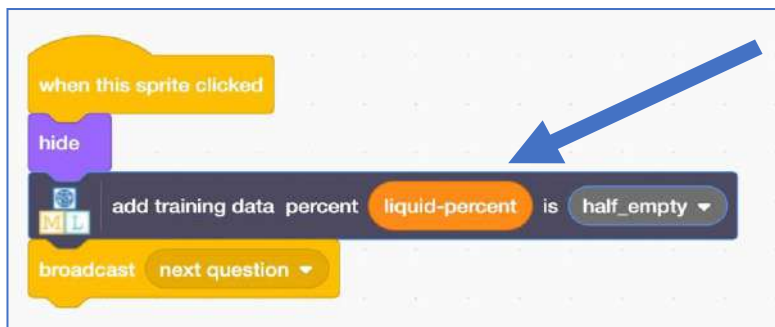 when this sprite clicked
hide
ML add training data percent liquid-percent is half_empty
broadcast next question